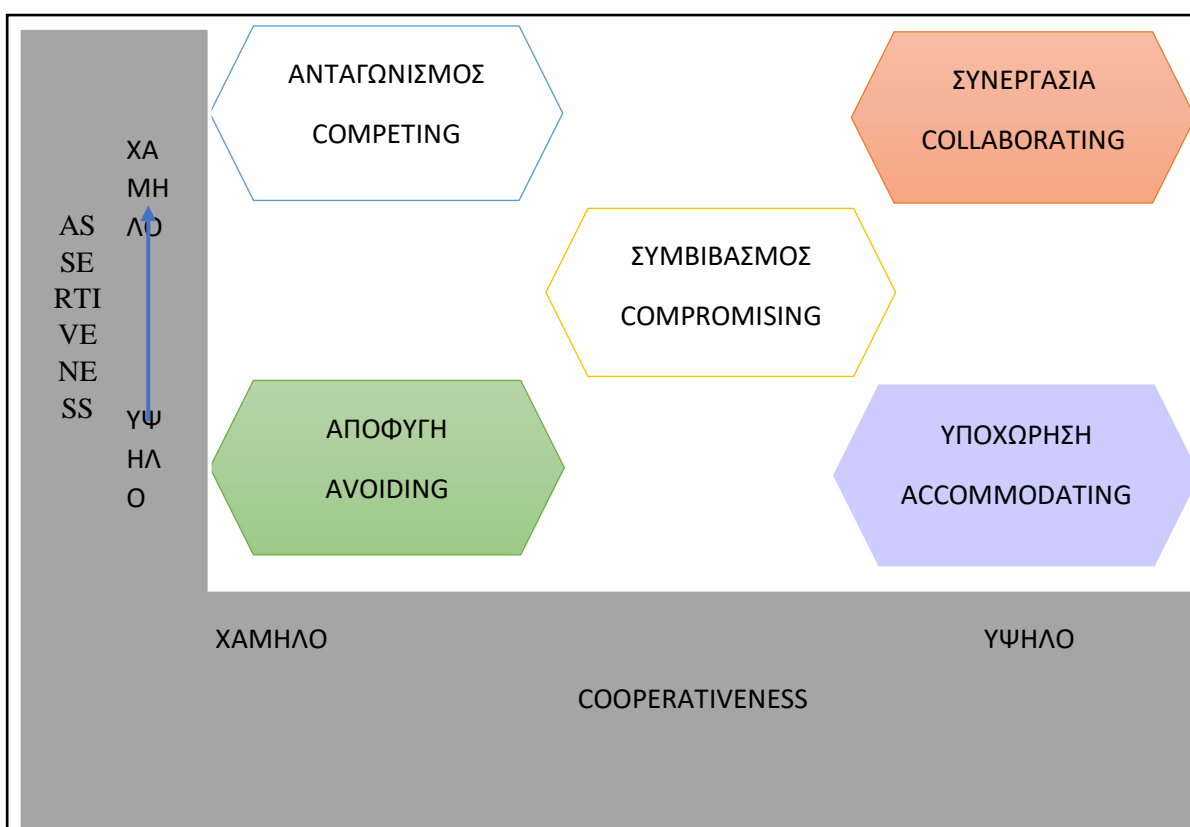 ΑΝΤΑΓΩΝΙΣΜΟΣ
COMPETING
ΣΥΝΕΡΓΑΣΙΑ
COLLABORATING
ΧΑ
ΜΗ
ΛΟ
AS
SE
RTI
VE
NE
SS
ΥΨ
ΗΛ
Ο
ΣΥΜΒΙΒΑΣΜΟΣ
COMPROMISING
ΑΠΟΦΥΓΗ
AVOIDING
ΥΠΟΧΩΡΗΣΗ
ACCOMMODATING
ΧΑΜΗΛΟ
ΥΨΗΛΟ
COOPERATIVENESS